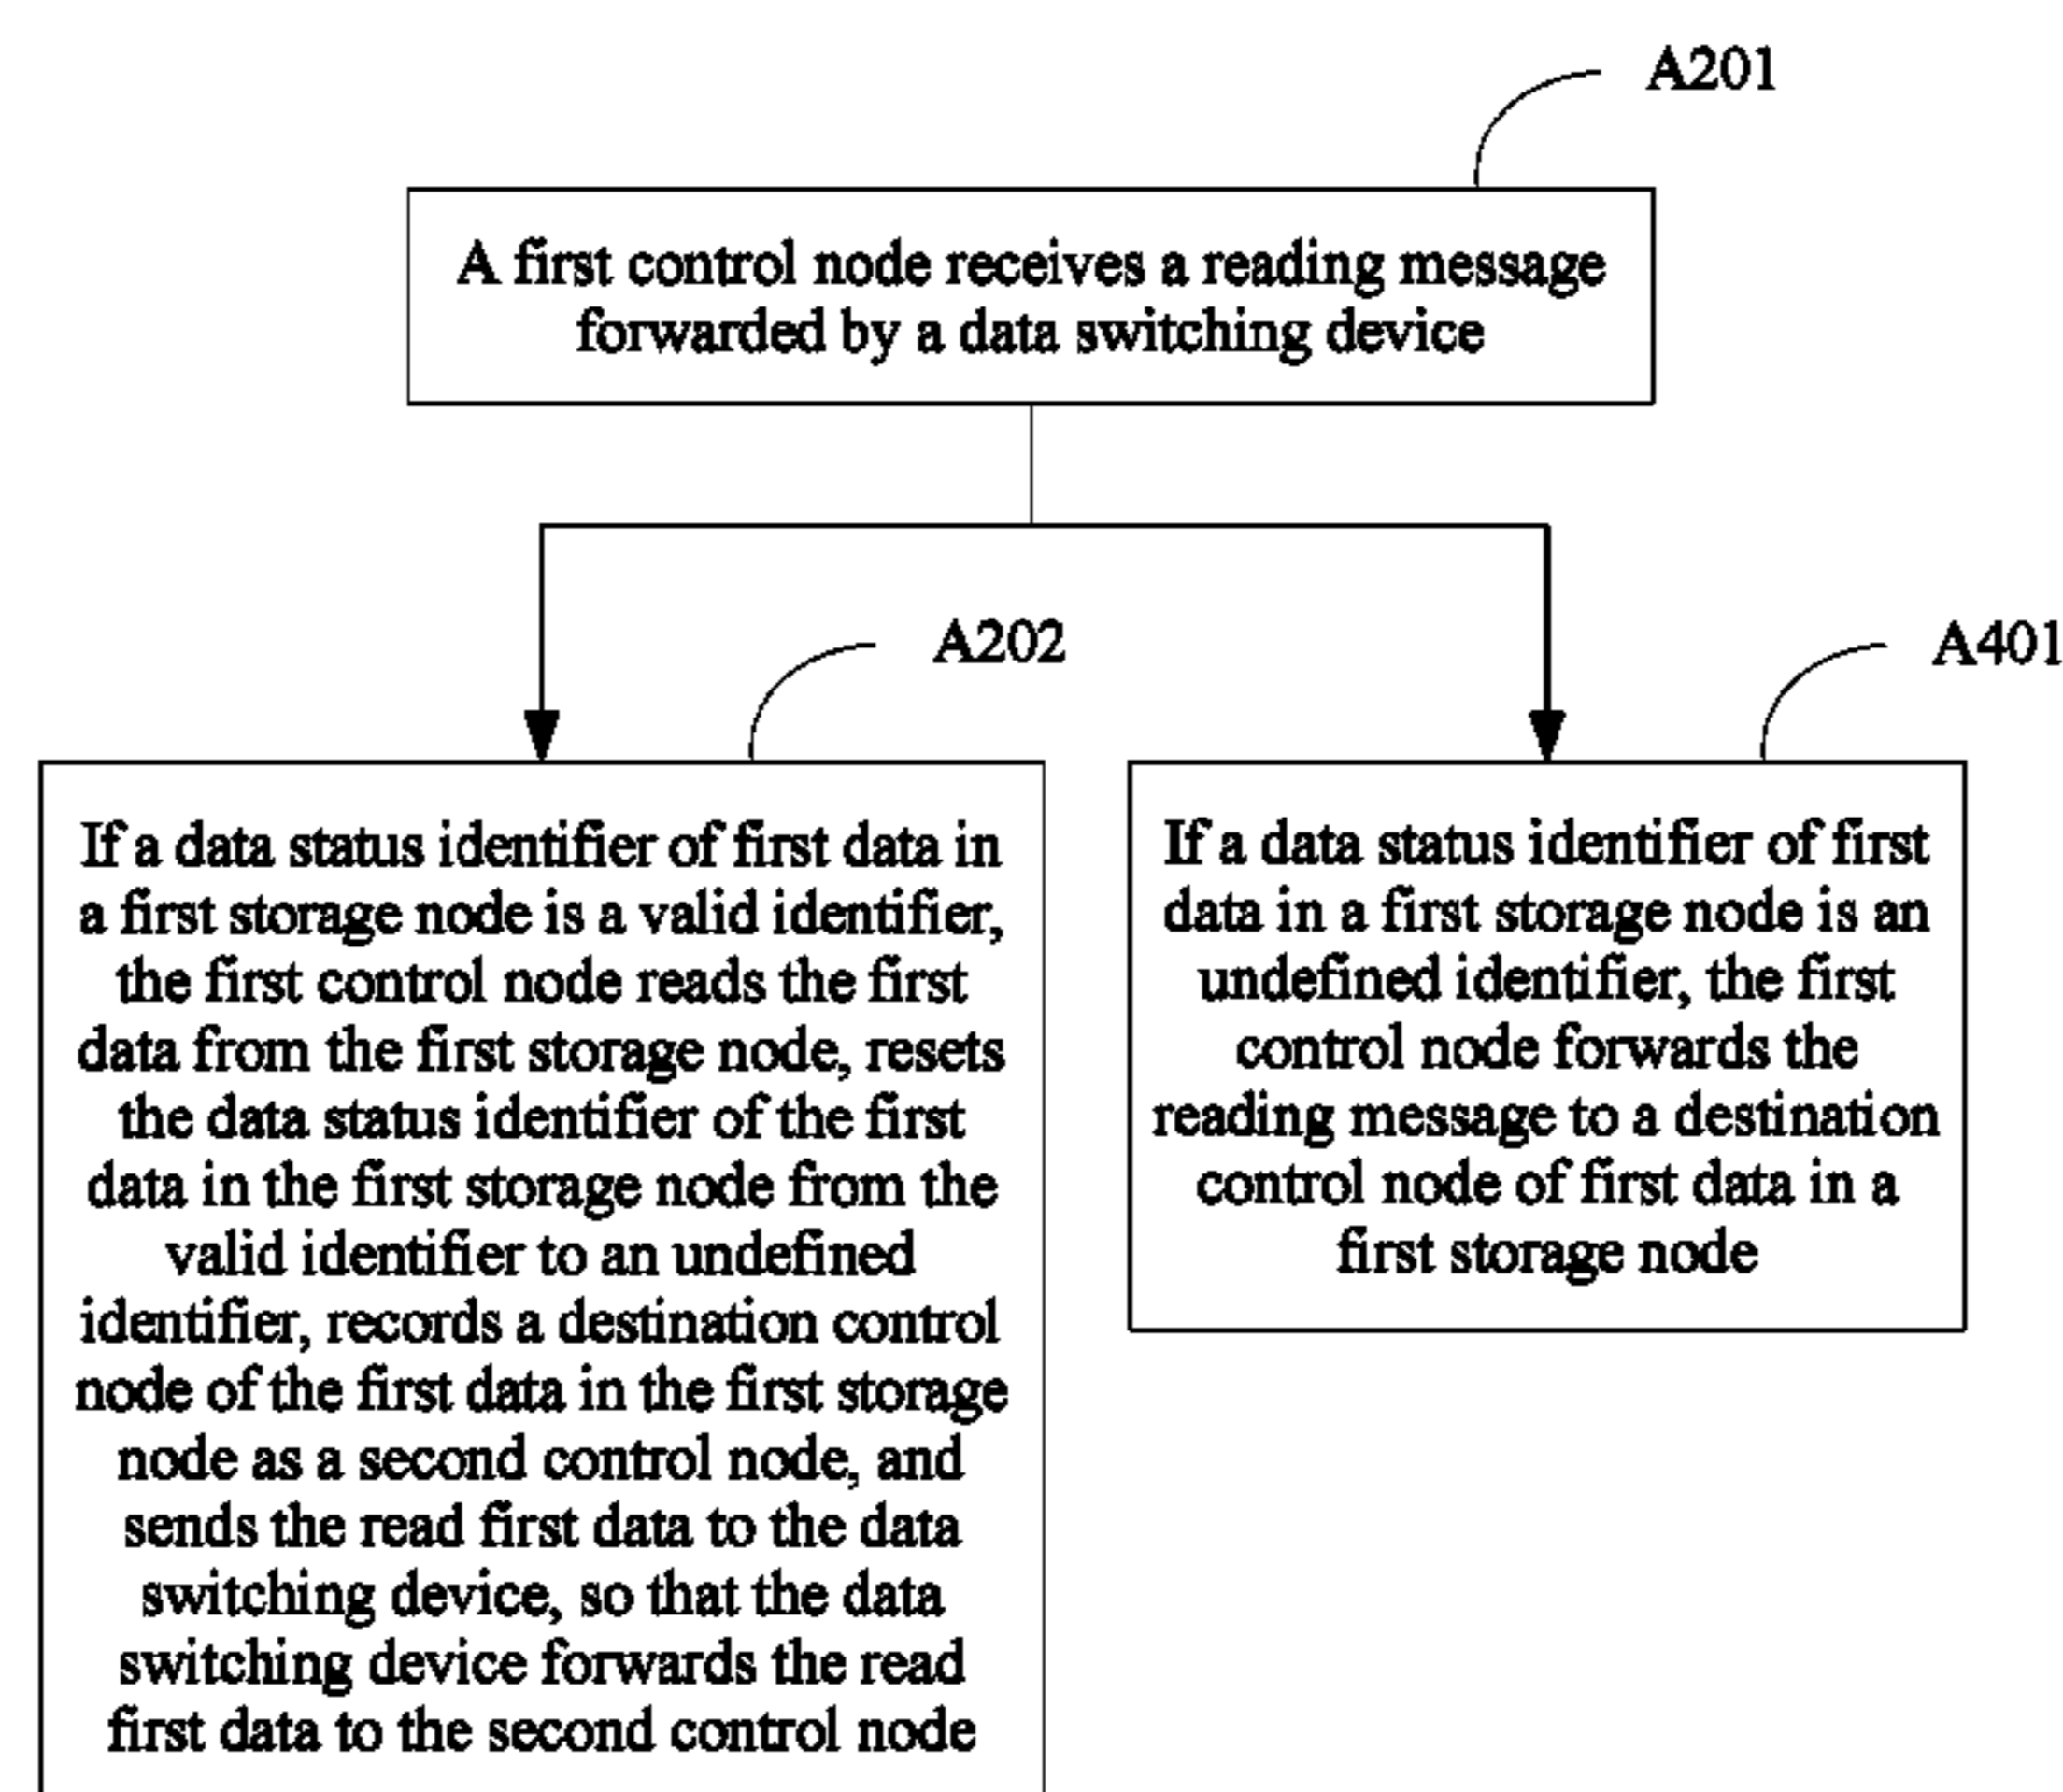 A201
A first control node receives a reading message
forwarded by a data switching device
A202
If a data status identifier of first data in
a first storage node is a valid identifier,
the first control node reads the first
data from the first storage node, resets
the data status identifier of the first
data in the first storage node from the
valid identifier to an undefined
identifier, records a destination control
node of the first data in the first storage
node as a second control node, and
sends the read first data to the data
switching device, so that the data
switching device forwards the read
first data to the second control node
A401
If a data status identifier of first
data in a first storage node is an
undefined identifier, the first
control node forwards the
reading message to a destination
control node of first data in a
first storage node